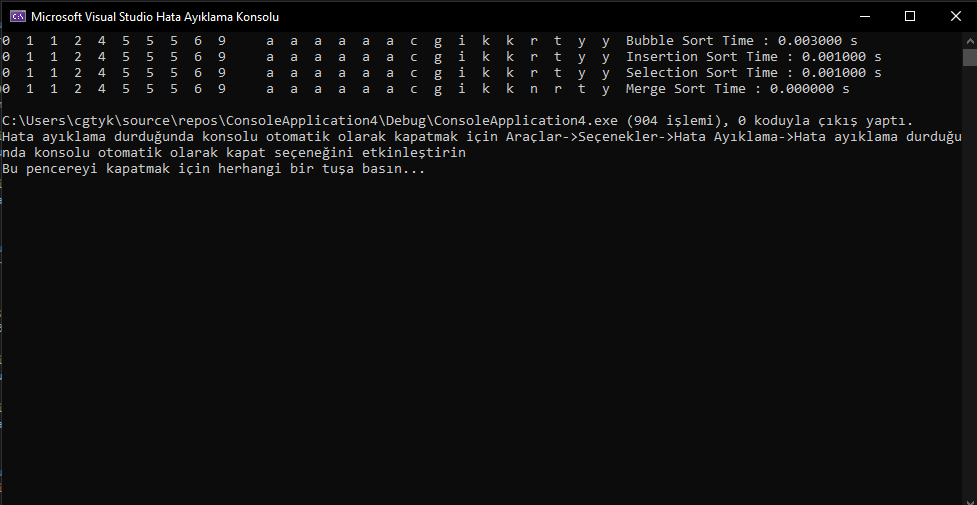 Microsoft Visual Studio Hata Ayıklama Konsolu
0 1 1 2 4 5 5 5 6 9 a a a a a a c g i k k r t y y Bubble Sort Time : 0.003000 s
0 1 1 2 4 5 5 5 6 9 a a a a a a c g i k k r t y y Insertion Sort Time : 0.001000 s
0 1 1 2 4 5 5 5 6 9 a a a a a a c g i k k r t y y Selection Sort Time : 0.001000 s
0 1 1 2 4 5 5 5 6 9 a a a a a a c g i k k n r t y Merge Sort Time : 0.000000 s
C:\Users\cgtyk\source\repos\ConsoleApplication4\Debug\ConsoleApplication4.exe (904 işlemi), 0 koduyla çıkış yaptı.
Hata ayıklama durduğunda konsolu otomatik olarak kapatmak için Araçlar->Seçenekler->Hata Ayıklama->Hata ayıklama durduğu
nda konsolu otomatik olarak kapat seçeneğini etkinleştirin
Bu pencereyi kapatmak için herhangi bir tuşa basın...